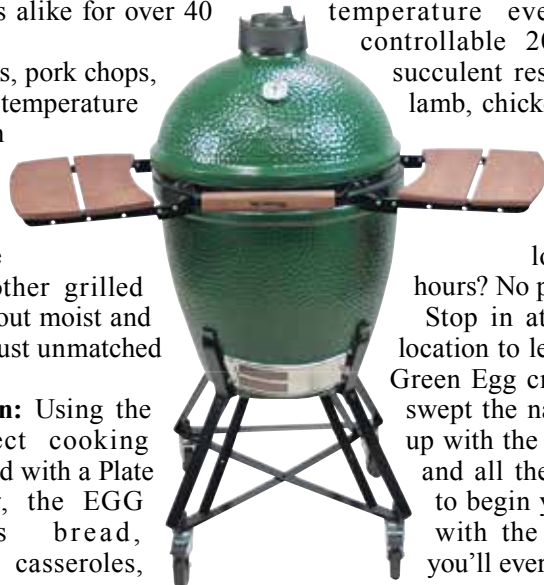 s alike for over 40
s, pork chops,
temperature
other grilled
out moist and
ust unmatched
n: Using the
ect cooking
d with a Plate
, the EGG
s bread,
casseroles,
temperature eve
controllable 20
succulent res
lamb, chick
lo
hours? No p
Stop in at
location to le
Green Egg cr
swept the na
up with the
and all the
to begin y
with the
you'll ever